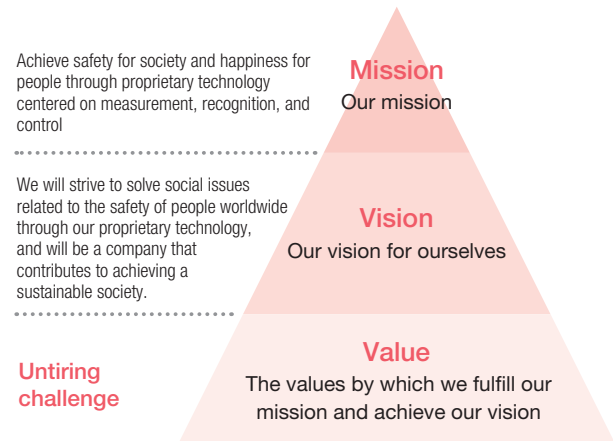 Achieve safety for society and happiness for
people through proprietary technology
centered on measurement, recognition, and
control
Mission
Our mission
We will strive to solve social issues
related to the safety of people worldwide
through our proprietary technology,
and will be a company that
contributes to achieving a
sustainable society.
Vision
Our vision for ourselves
Untiring
challenge
Value
The values by which we fulfill our
mission and achieve our vision